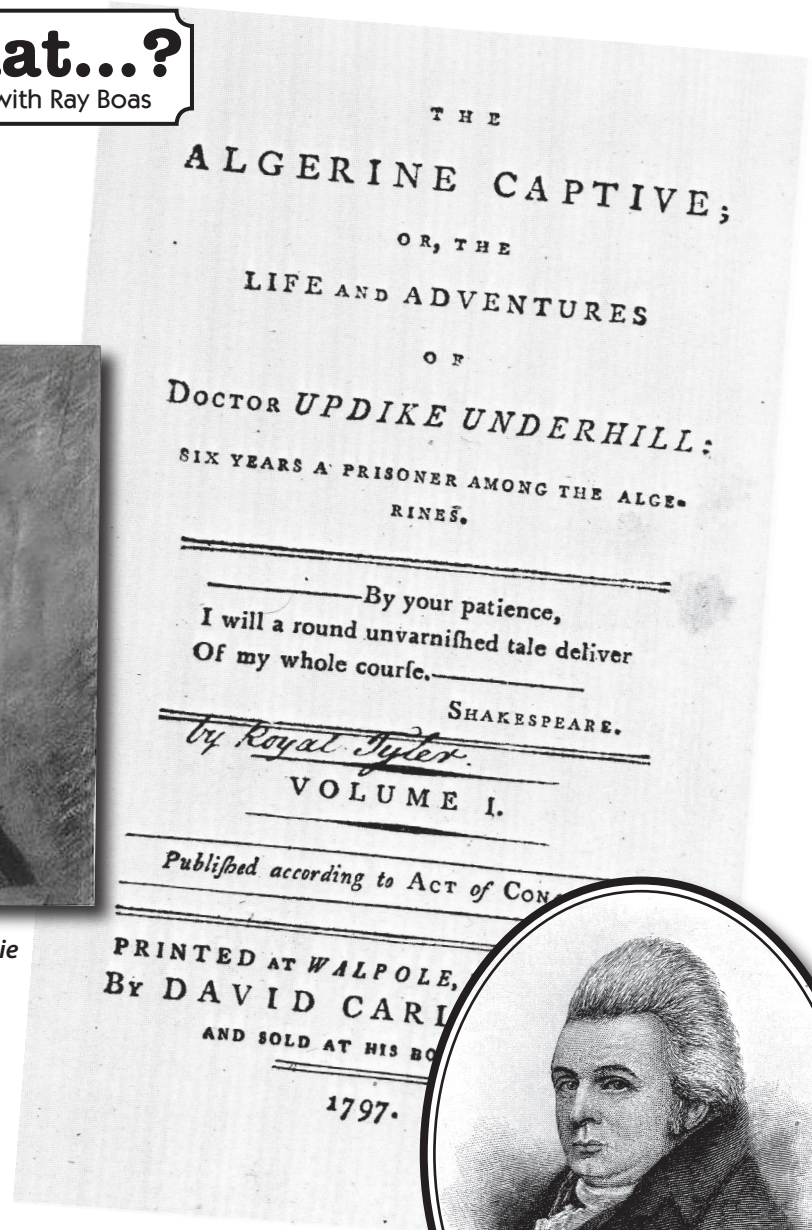 at...?
with Ray Boas
THE
ALGERINE CAPTIVE;
OR, THE
LIFE AND ADVENTURES
OF
DOCTOR UPDIKE UNDERHILL:
SIX YEARS A PRISONER AMONG THE ALGE-
RINES.
By your patience,
I will a round unvarniſhed tale deliver
Of my whole courſe.
SHAKESPEARE.
by Royal Tyler.
VOLUME I.
Publiſhed according to ACT of CON
ie
PRINTED AT WALPOLE,
BY DAVID CARL
AND SOLD AT HIS BO
1797.